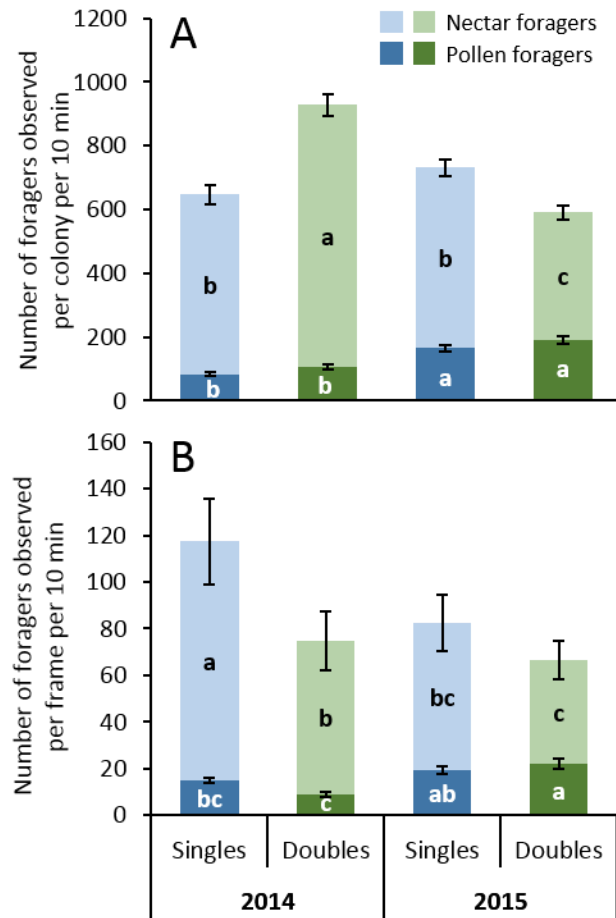 A
Nectar foragers
Pollen foragers
Number of foragers observed
per colony per 10 min
1200
1000
800
600
400
200
0
b
a
b
c
b
b
a
a
B
Number of foragers observed
per frame per 10 min
160
140
120
100
80
60
40
20
0
a
b
bc
c
bc
c
ab
a
Singles
Doubles
Singles
Doubles
2014
2015